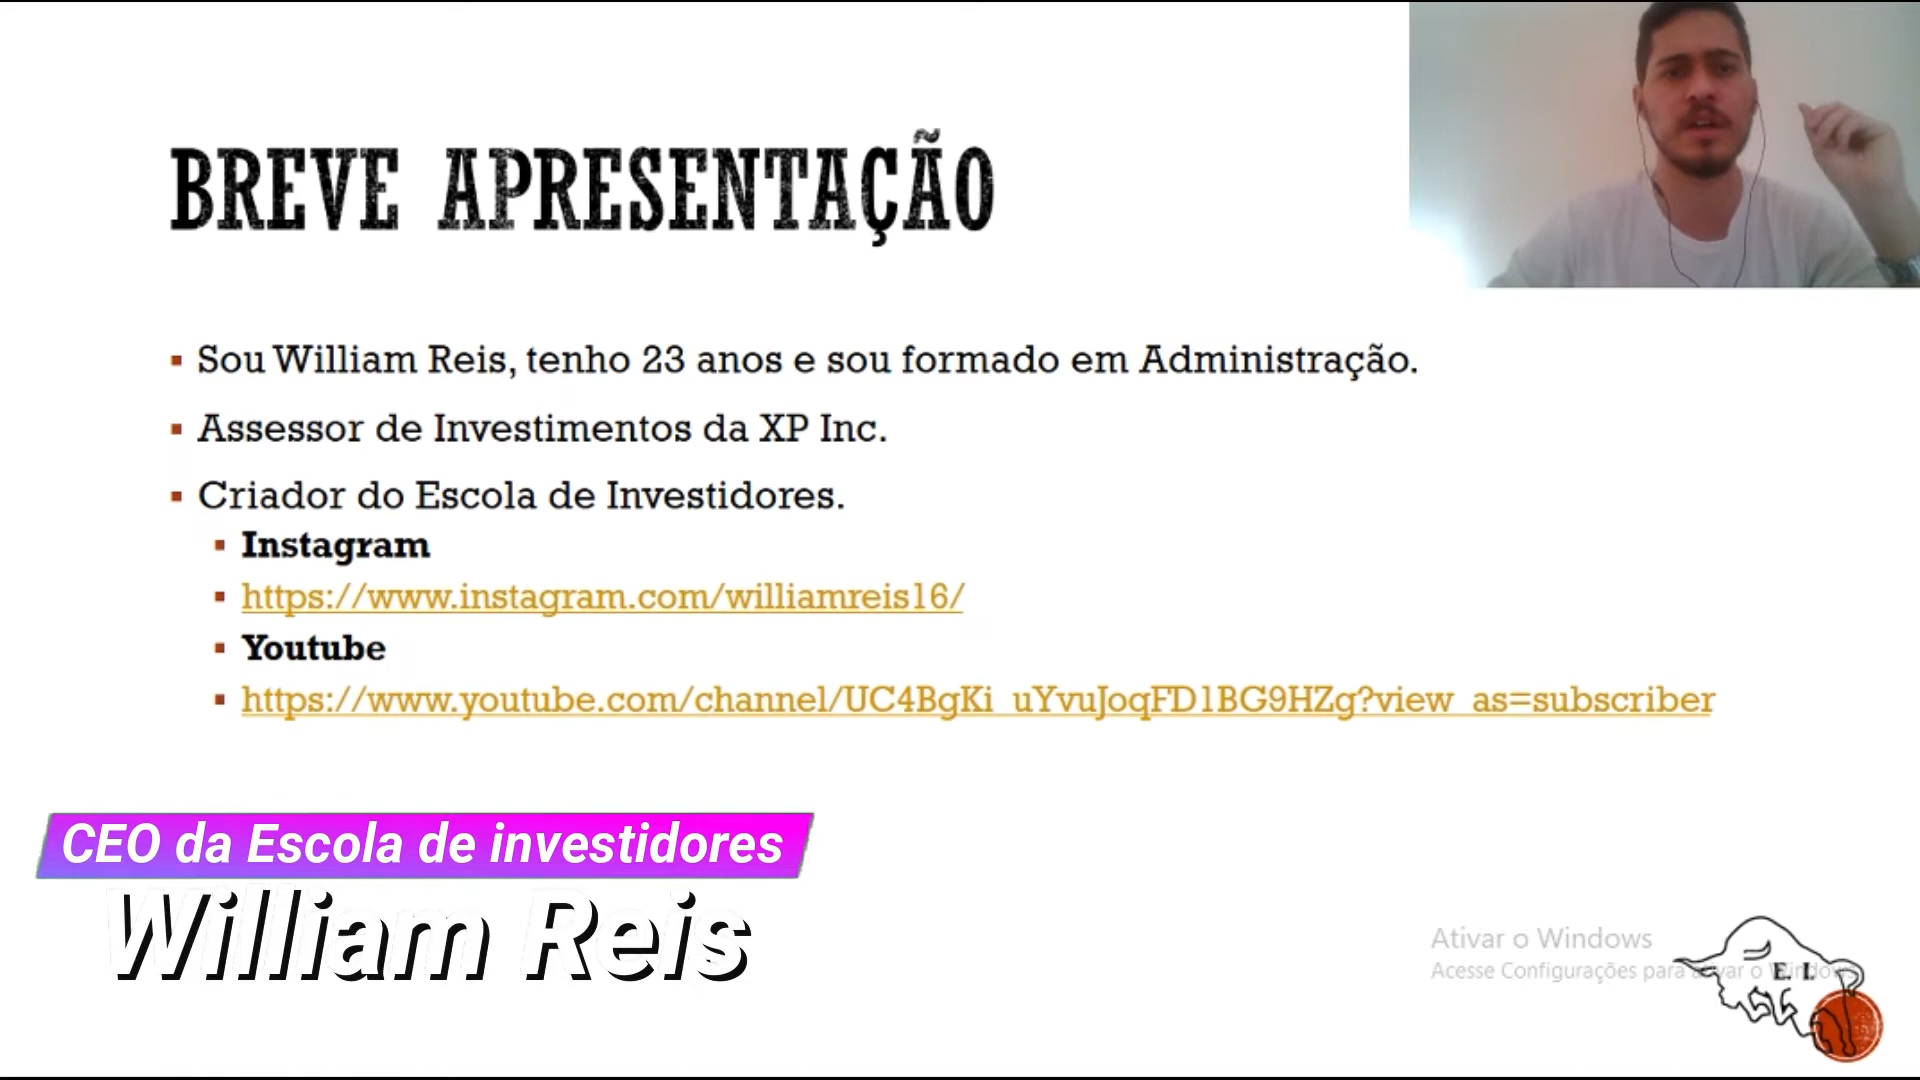 BREVE APRESENTAÇÃO
Sou William Reis, tenho 23 anos e sou formado em Administração.
Assessor de Investimentos da XP Inc.
Criador do Escola de Investidores.
Instagram
https://www.instagram.com/williamreis16/
Youtube
https://www.youtube.com/channel/UC4BgKi_uYvuJoqFD1BG9HZg?view_as=subscriber
CEO da Escola de investidores
William Reis
Ativar o Windows
Acesse Configurações para ativar o Windows
E. I.